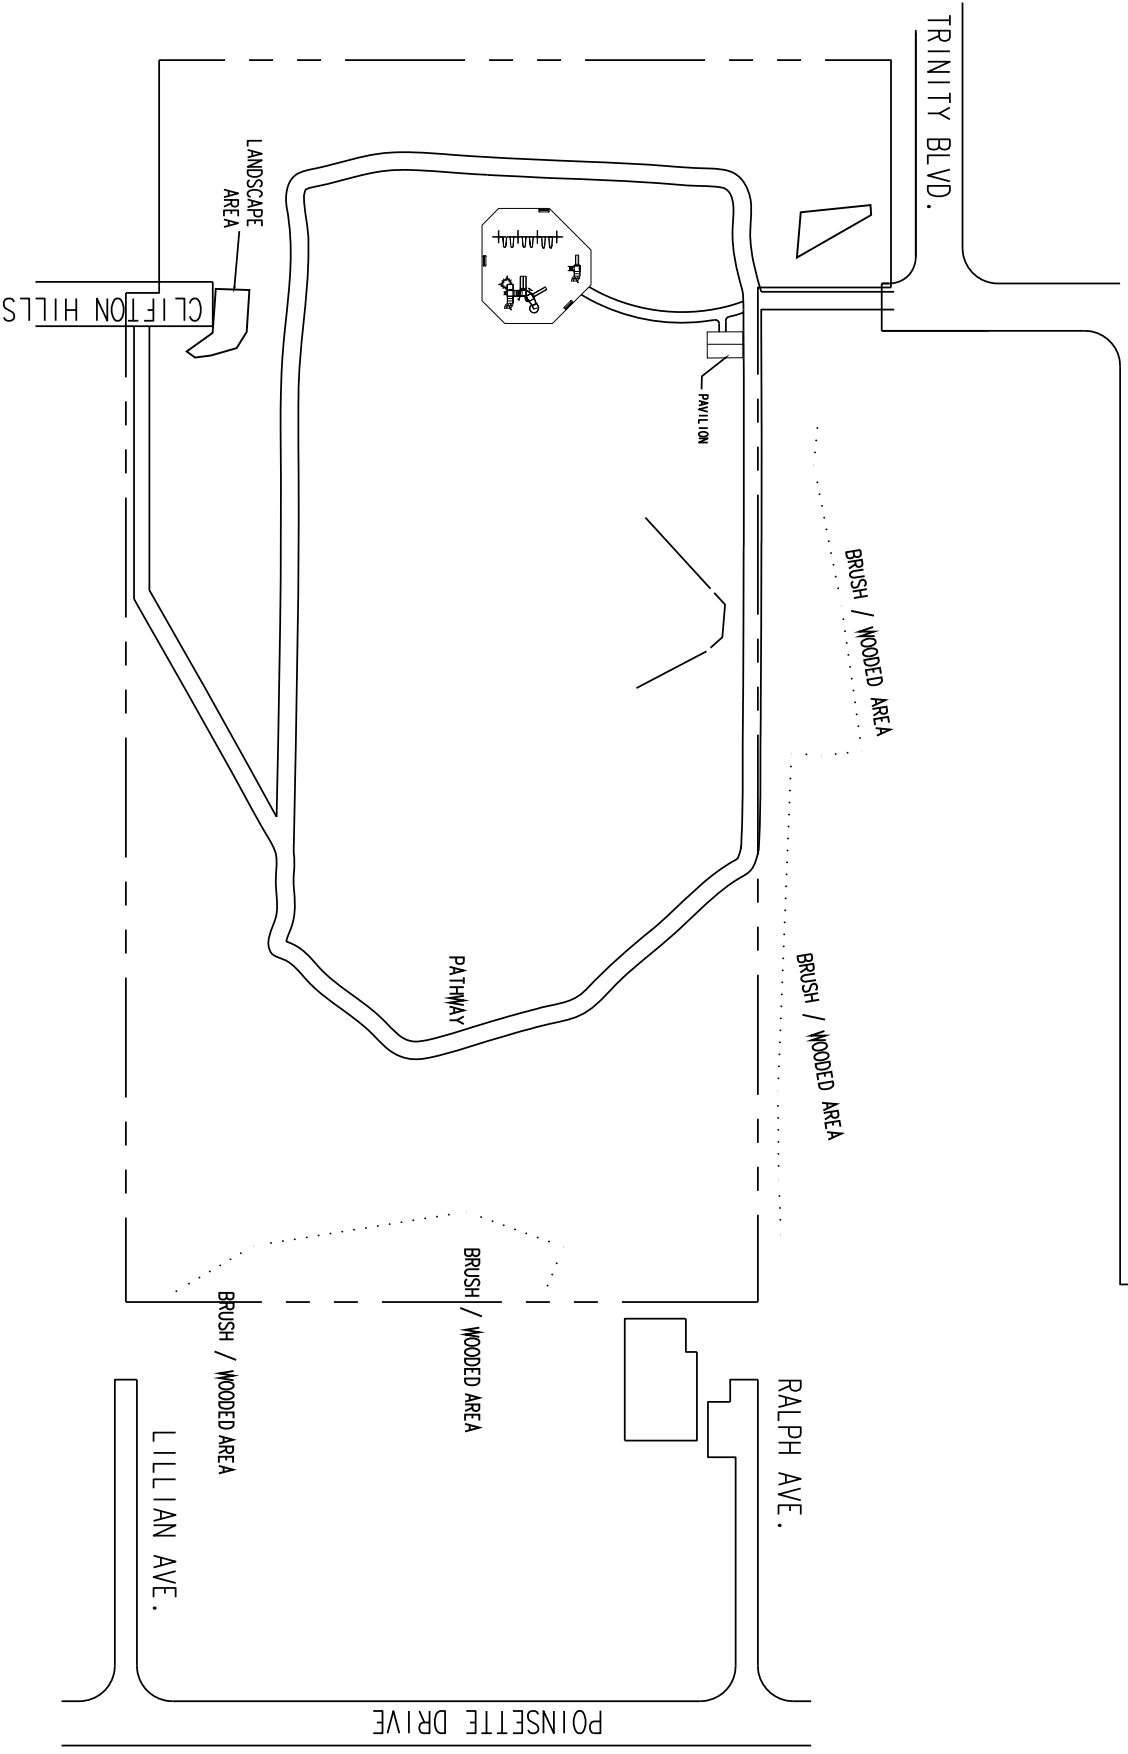 TRINITY BLVD.
LANDSCAPE
AREA
CLIFTON HILLS
PAVILION
BRUSH / WOODED AREA
BRUSH / WOODED AREA
PATHWAY
BRUSH / WOODED AREA
BRUSH / WOODED AREA
RALPH AVE.
LILLIAN AVE.
POINSETTE DRIVE